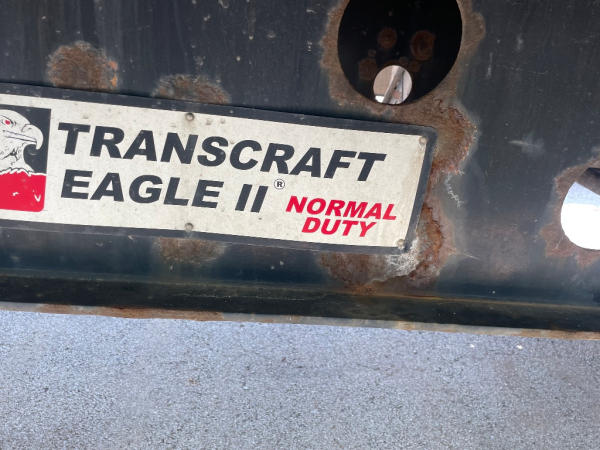 TRANSCRAFT
EAGLE II®
NORMAL
DUTY